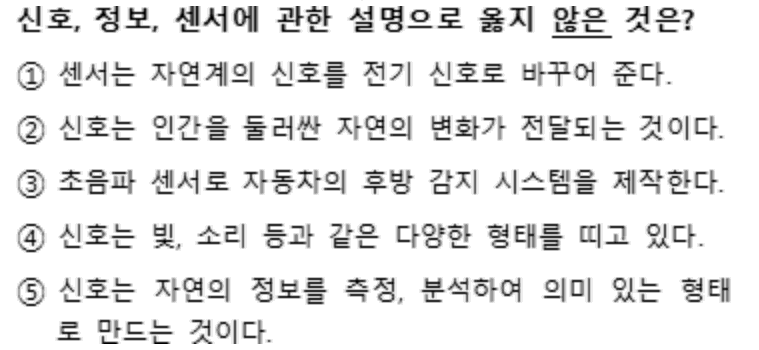 신호, 정보, 센서에 관한 설명으로 옳지 않은 것은?
① 센서는 자연계의 신호를 전기 신호로 바꾸어 준다.
② 신호는 인간을 둘러싼 자연의 변화가 전달되는 것이다.
③ 초음파 센서로 자동차의 후방 감지 시스템을 제작한다.
④ 신호는 빛, 소리 등과 같은 다양한 형태를 띠고 있다.
⑤ 신호는 자연의 정보를 측정, 분석하여 의미 있는 형태
로 만드는 것이다.